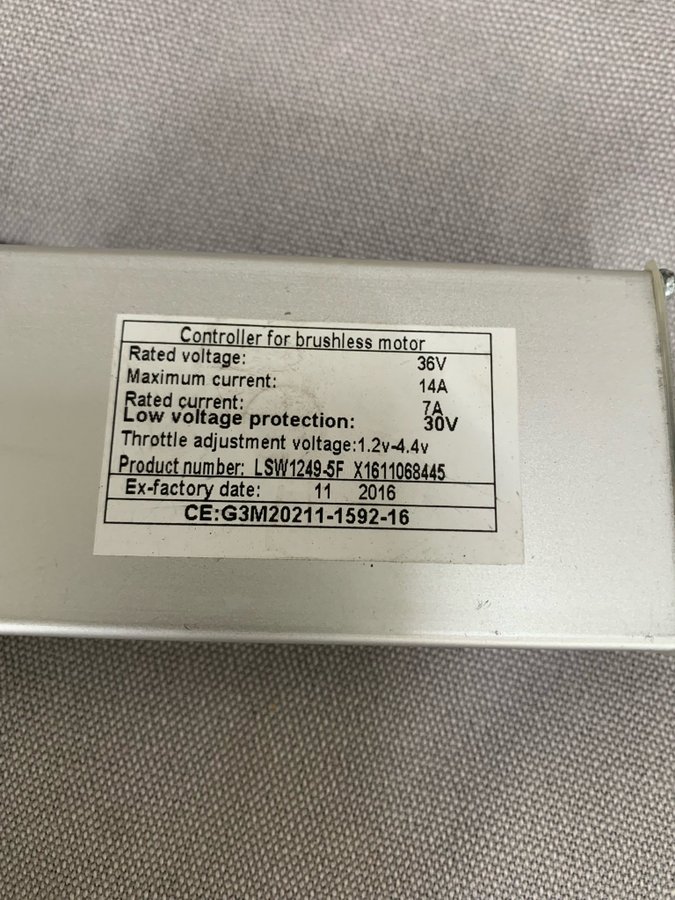 Controller for brushless motor
Rated voltage: 36V
Maximum current: 14A
Rated current: 7A
Low voltage protection: 30V
Throttle adjustment voltage:1.2v-4.4v
Product number: LSW1249-5F X1611068445
Ex-factory date: 11 2016
CE:G3M20211-1592-16